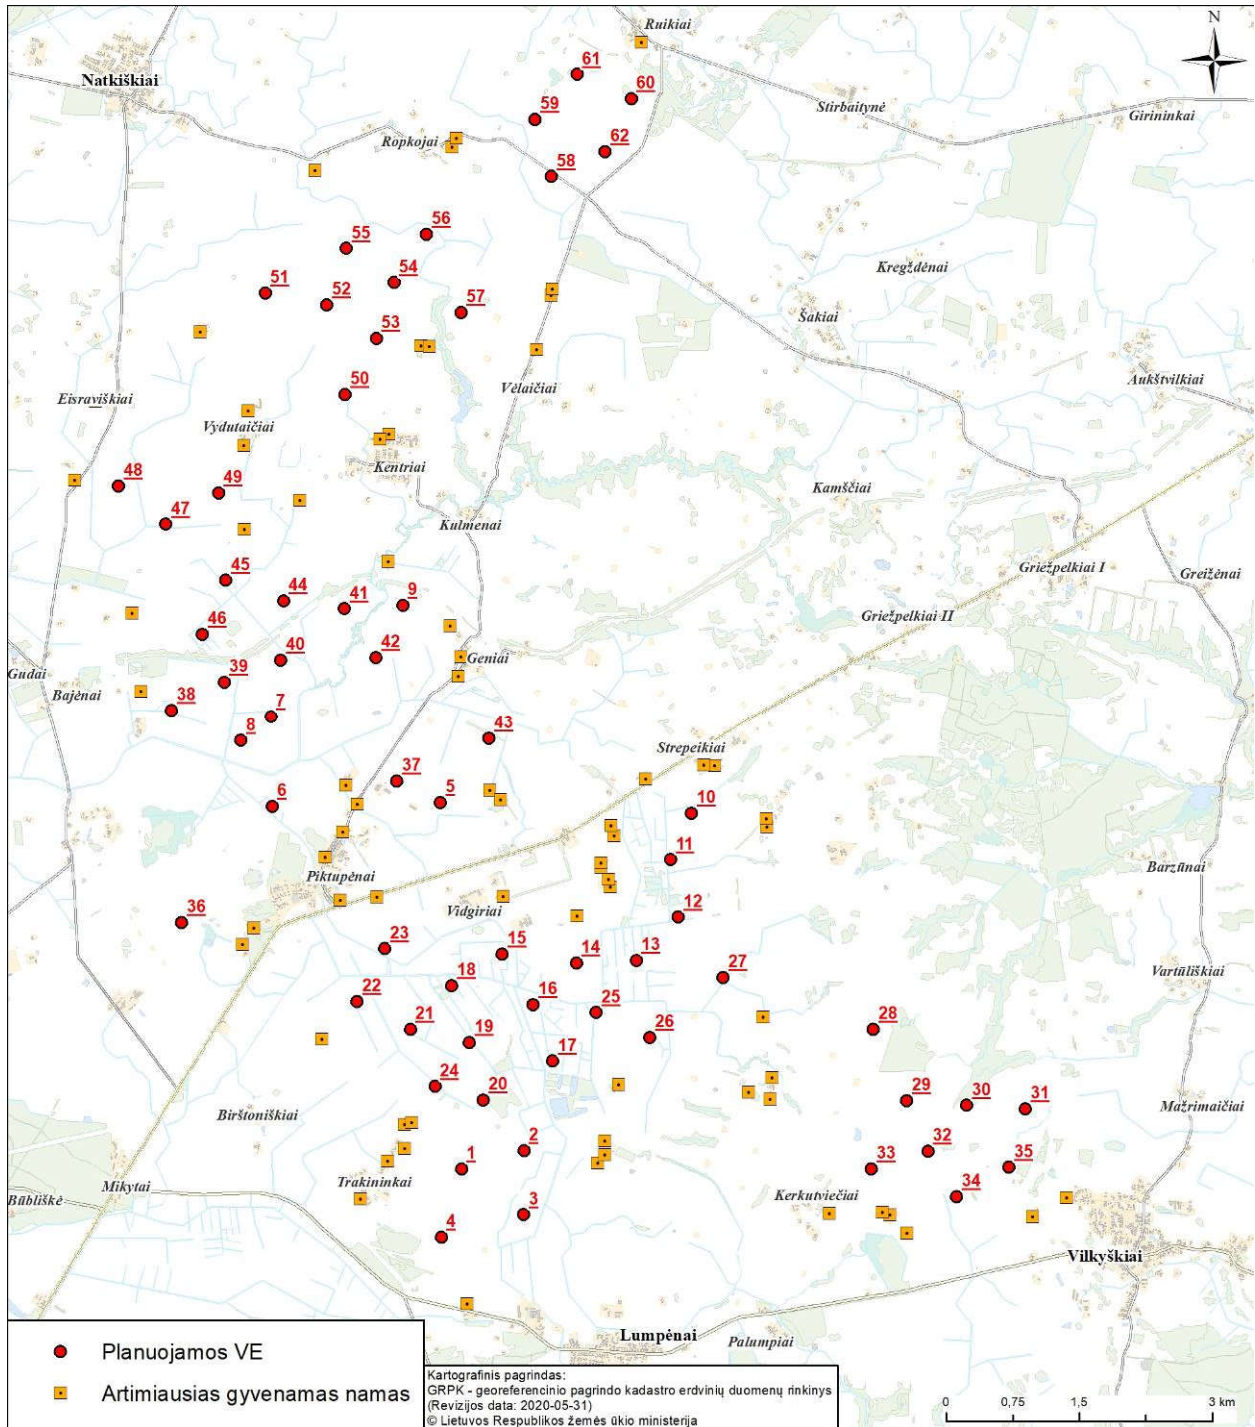 Ruikiai
N
61
Natkiškiai
60
Stirbaitynė
59
Girininkai
Ropkojai
62
58
56
55
Kregždėnai
54
51
52
57
Šakiai
53
Aukštvilkiai
50
Vėlaičiai
Eisraviškiai
Vydutaičiai
Kentriai
48
49
Kamščiai
47
Kulmenai
45
Griežpelkiai I
Greižėnai
44
41
9
Griežpelkiai II
46
42
40
Geniai
39
Gudai
Bajėnai
38
7
8
43
Strepeikiai
37
5
6
10
11
Barzūnai
Piktupėnai
12
Vidgiriai
36
23
15
14
13
27
Vartūliškiai
18
22
16
25
28
21
19
26
17
24
20
29
30
31
Mažrimaičiai
Birštoniškiai
2
32
1
33
35
Trakininkai
Mikytai
34
Būbliškė
Kerkutviečiai
3
4
Vilkyškiai
Lumpėnai
Palumpiai
Planuojamos VE
Artimiausias gyvenamas namas
Kartografinis pagrindas:
GRPK - georeferencinio pagrindo kadastro erdvinių duomenų rinkinys
(Revizijos data: 2020-05-31)
© Lietuvos Respublikos žemės ūkio ministerija
0 0,75 1,5 3 km